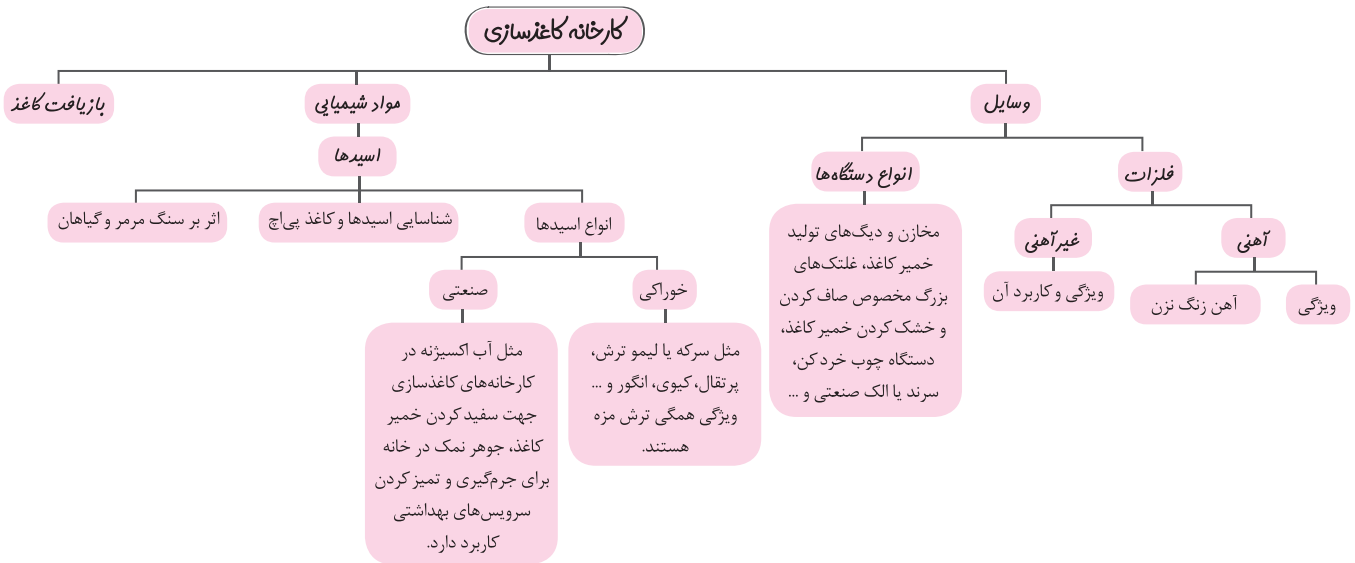 کارخانه کاغذسازی
وسایل
مواد شیمیایی
بازیافت کاغذ
فلزات
انواع دستگاه‌ها
اسیدها
آهنی
غیرآهنی
مخازن و دیگ‌های تولید
خمیر کاغذ، غلتک‌های
بزرگ مخصوص صاف کردن
و خشک کردن خمیر کاغذ،
دستگاه چوب خرد کن،
سرند یا الک صنعتی و ...
انواع اسیدها
شناسایی اسیدها و کاغذ پی‌اچ
اثر بر سنگ مرمر و گیاهان
ویژگی
آهن زنگ نزن
ویژگی و کاربرد آن
خوراکی
صنعتی
مثل سرکه یا لیمو ترش،
پرتقال، کیوی، انگور و ...
ویژگی همگی ترش مزه
هستند.
مثل آب اکسیژنه در
کارخانه‌های کاغذسازی
جهت سفید کردن خمیر
کاغذ، جوهر نمک در خانه
برای جرم‌گیری و تمیز کردن
سرویس‌های بهداشتی
کاربرد دارد.